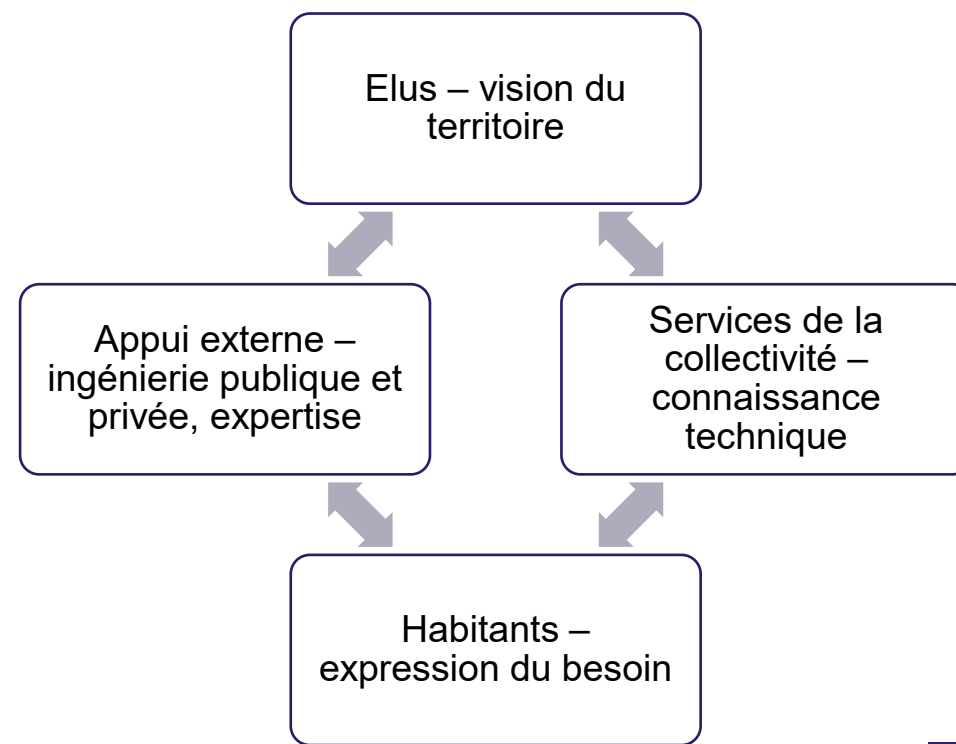 Elus – vision du
territoire
Appui externe –
ingénierie publique et
privée, expertise
Services de la
collectivité –
connaissance
technique
Habitants –
expression du besoin